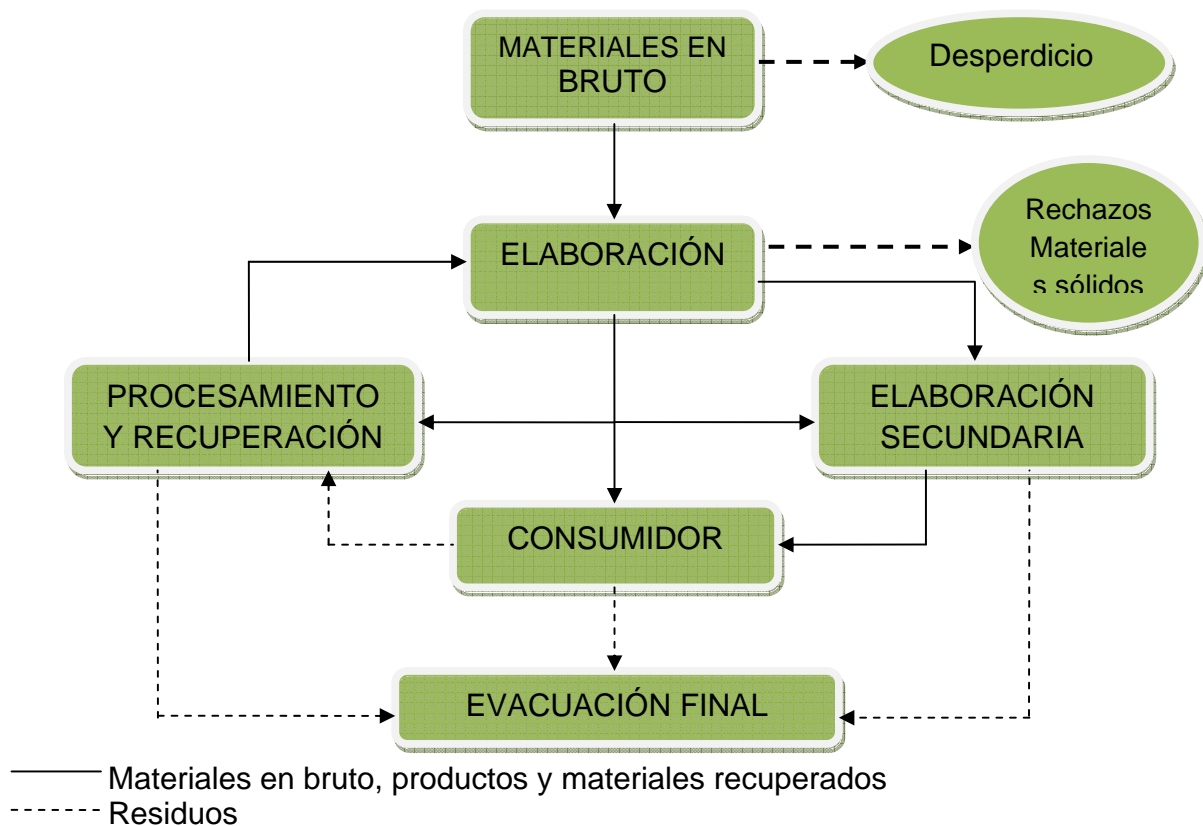 MATERIALES EN
BRUTO
Desperdicio
ELABORACIÓN
Rechazos
Materiale
s sólidos
PROCESAMIENTO
Y RECUPERACIÓN
ELABORACIÓN
SECUNDARIA
CONSUMIDOR
EVACUACIÓN FINAL
Materiales en bruto, productos y materiales recuperados
Residuos